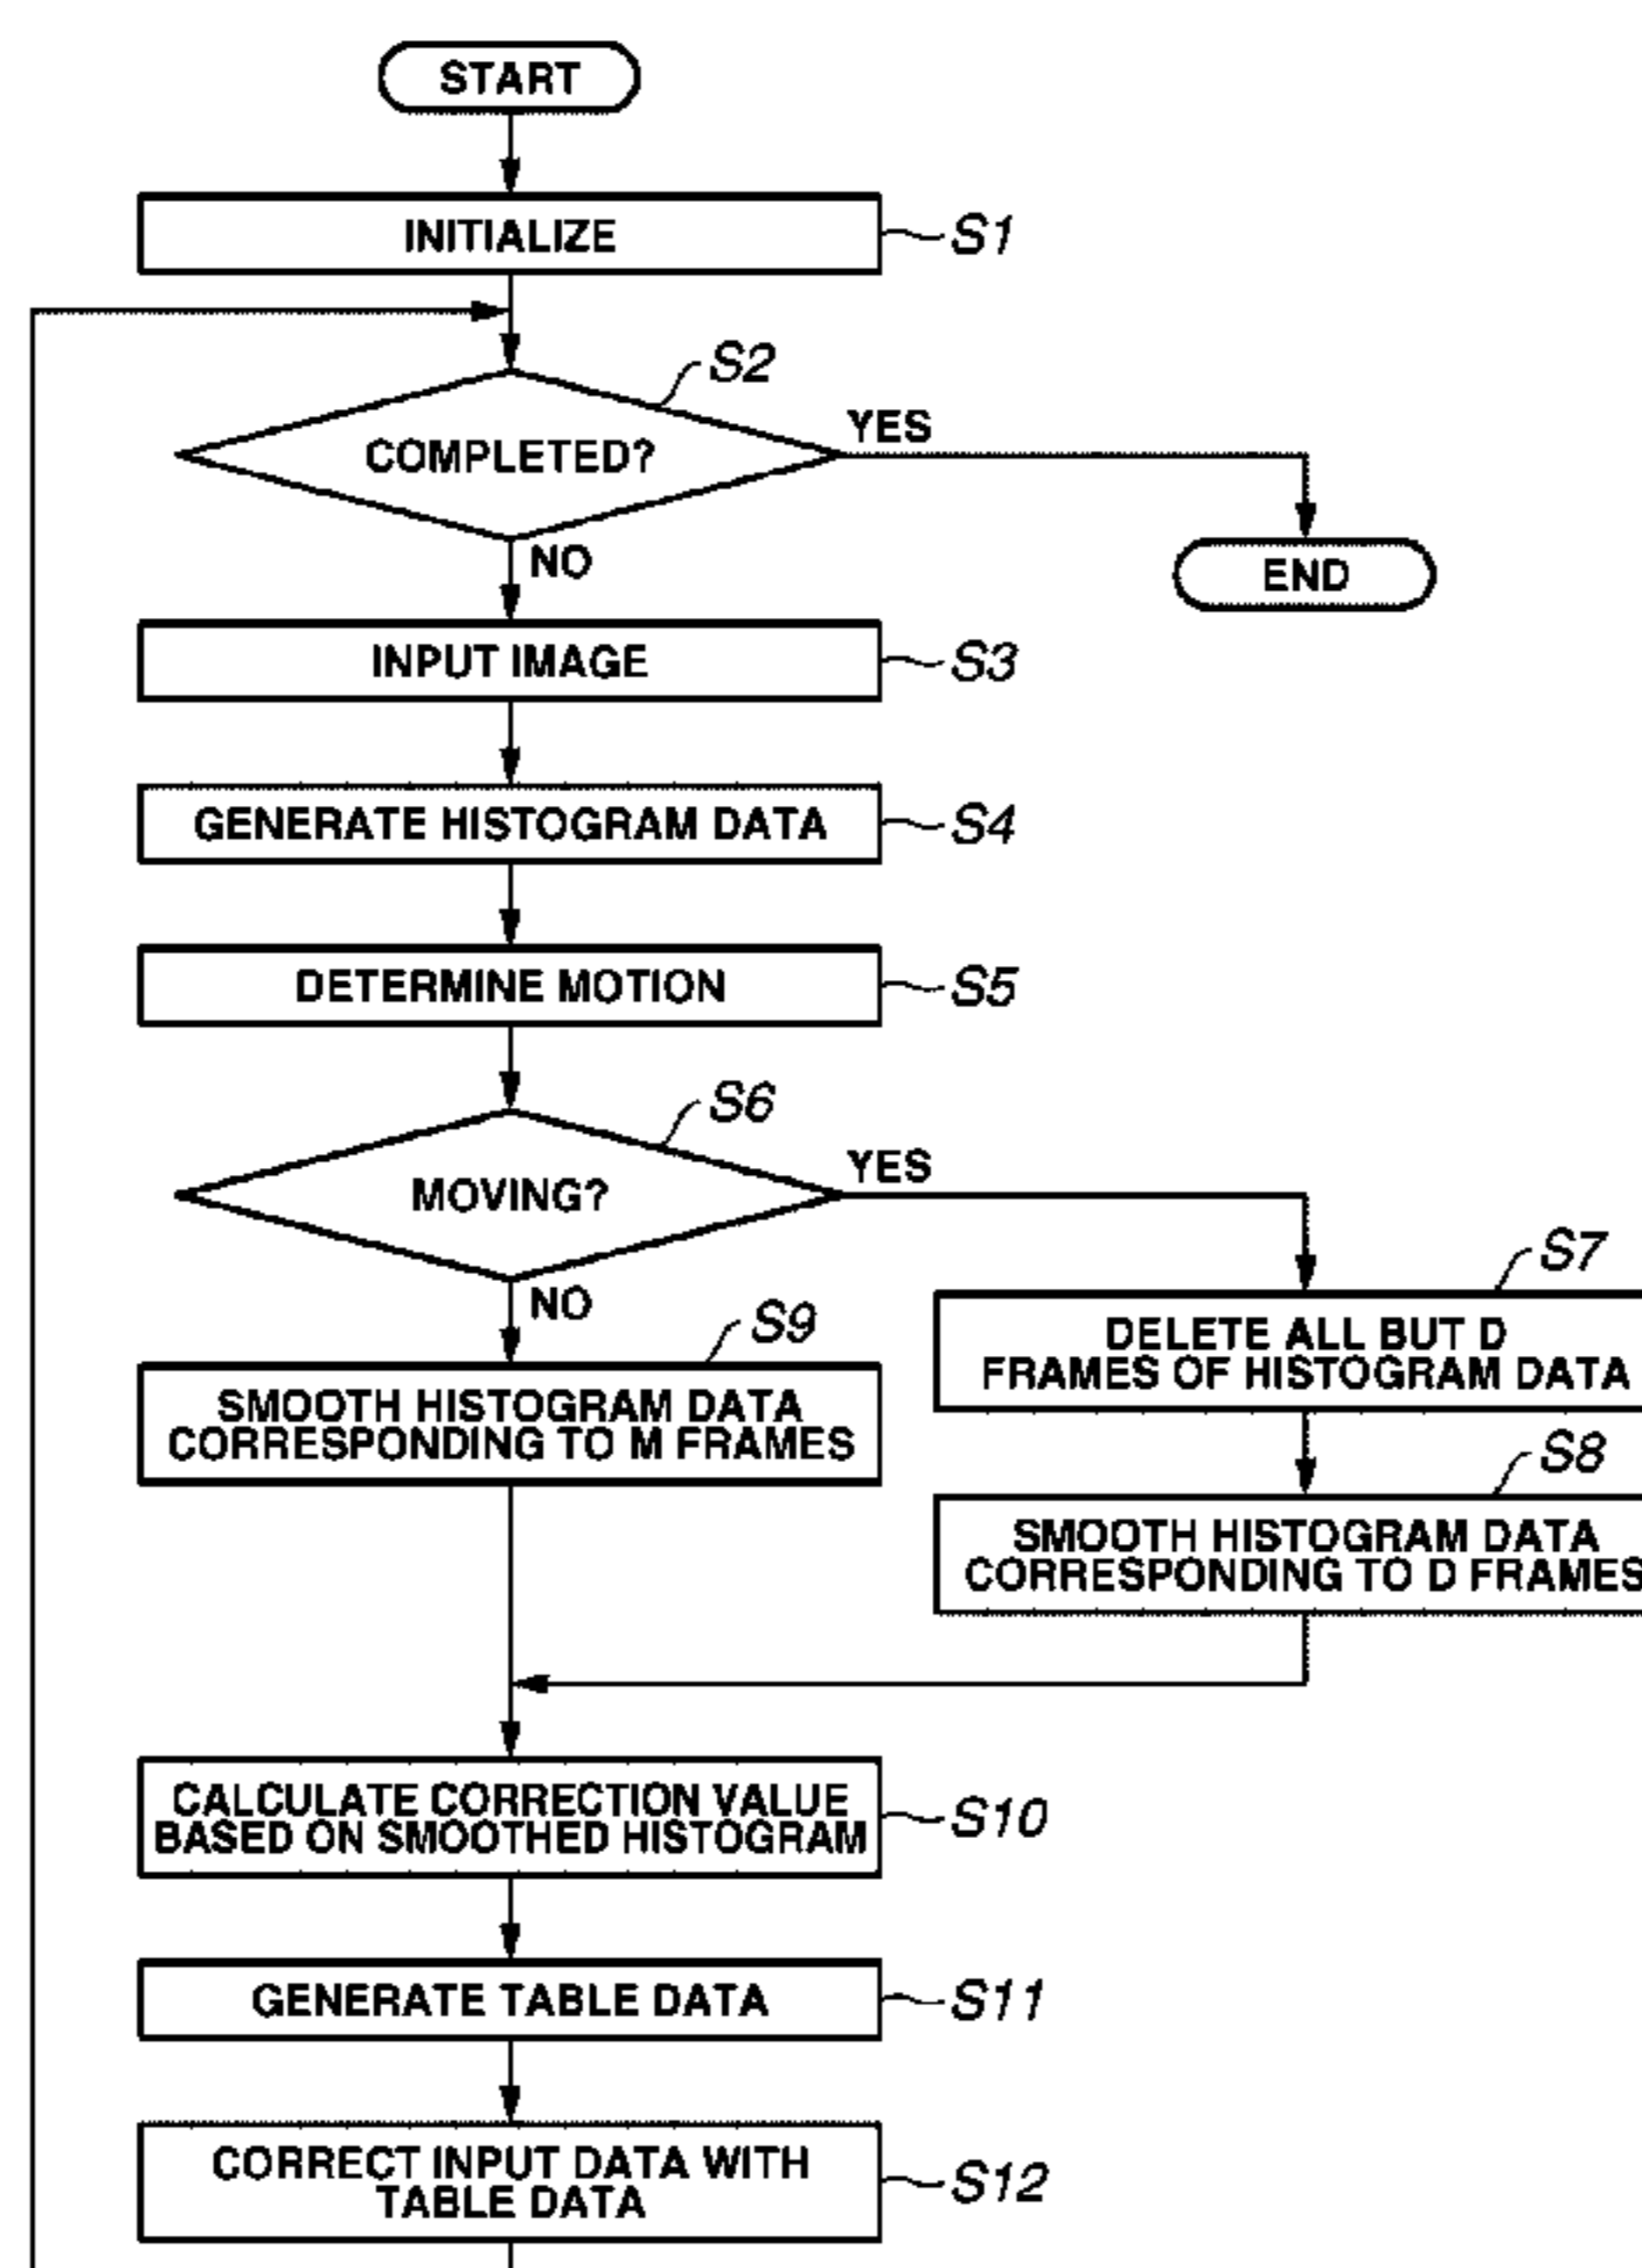 START
INITIALIZE
S1
S2
COMPLETED?
YES
NO
END
INPUT IMAGE
S3
GENERATE HISTOGRAM DATA
S4
DETERMINE MOTION
S5
S6
MOVING?
YES
NO
S7
DELETE ALL BUT D
FRAMES OF HISTOGRAM DATA
S9
SMOOTH HISTOGRAM DATA
CORRESPONDING TO M FRAMES
S8
SMOOTH HISTOGRAM DATA
CORRESPONDING TO D FRAMES
CALCULATE CORRECTION VALUE
BASED ON SMOOTHED HISTOGRAM
S10
GENERATE TABLE DATA
S11
CORRECT INPUT DATA WITH
TABLE DATA
S12